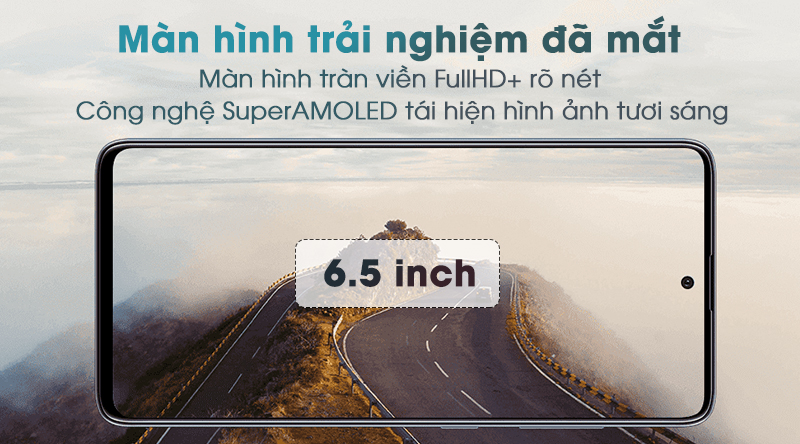 Màn hình trải nghiệm đã mắt
Màn hình tràn viền FullHD+ rõ nét
Công nghệ SuperAMOLED tái hiện hình ảnh tươi sáng
6.5 inch